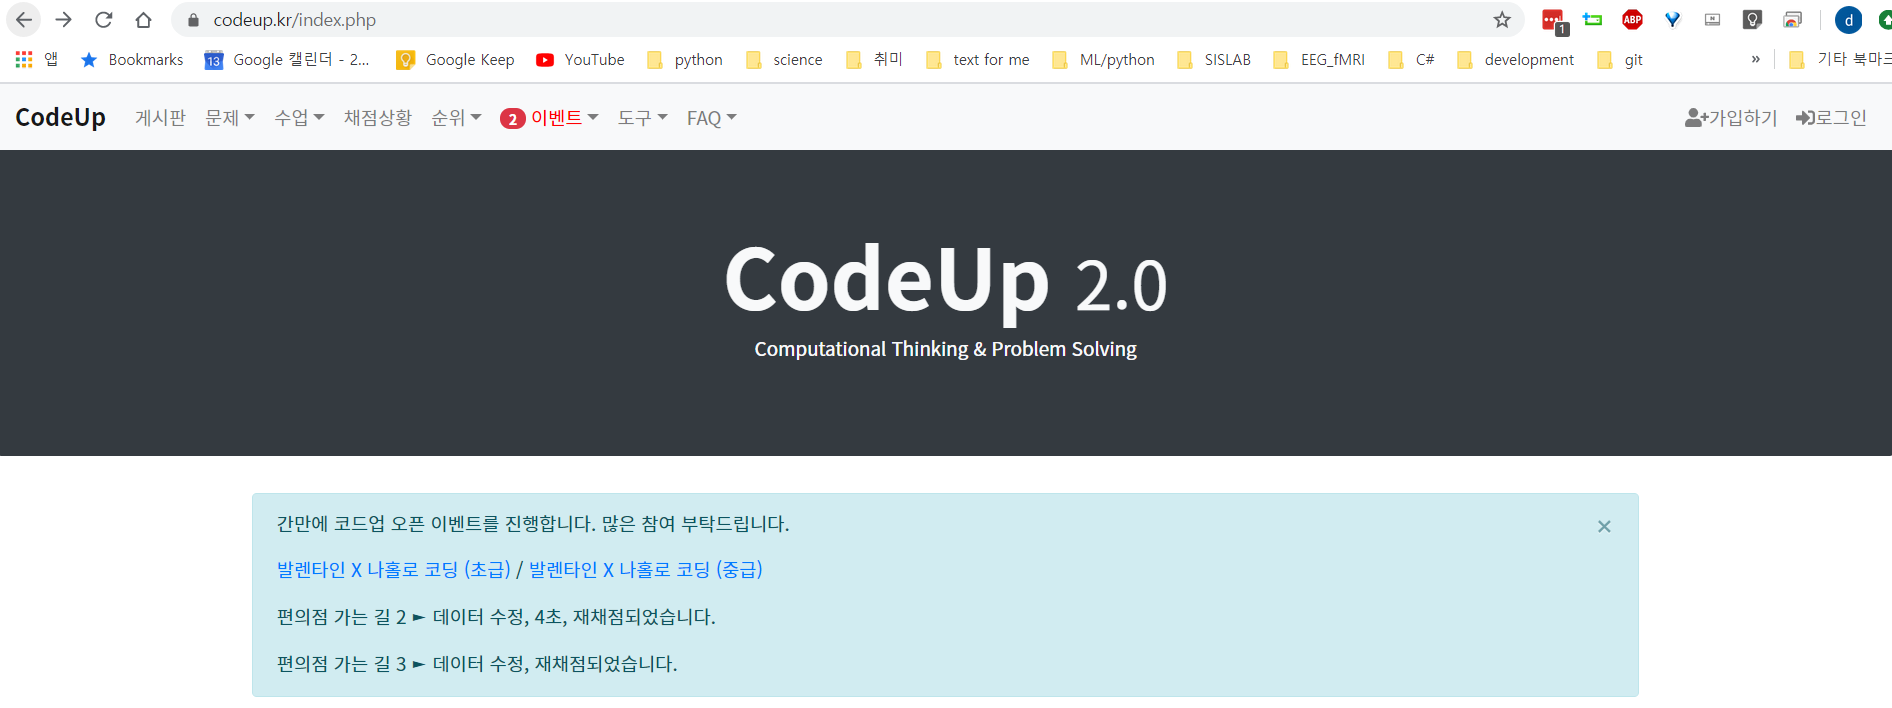 codeup.kr/index.php
ABP
1
d
앱 Bookmarks 13 Google 캘린더 - 2... Google Keep YouTube python science 취미 text for me ML/python SISLAB EEG_fMRI C# development git »
CodeUp 게시판 문제 수업 채점상황 순위 2 이벤트 도구 FAQ 가입하기 로그인
CodeUp 2.0
Computational Thinking & Problem Solving
간만에 코드업 오픈 이벤트를 진행합니다. 많은 참여 부탁드립니다. ×
발렌타인 X 나홀로 코딩 (초급) / 발렌타인 X 나홀로 코딩 (중급)
편의점 가는 길 2 ► 데이터 수정, 4초, 재채점되었습니다.
편의점 가는 길 3 ► 데이터 수정, 재채점되었습니다.